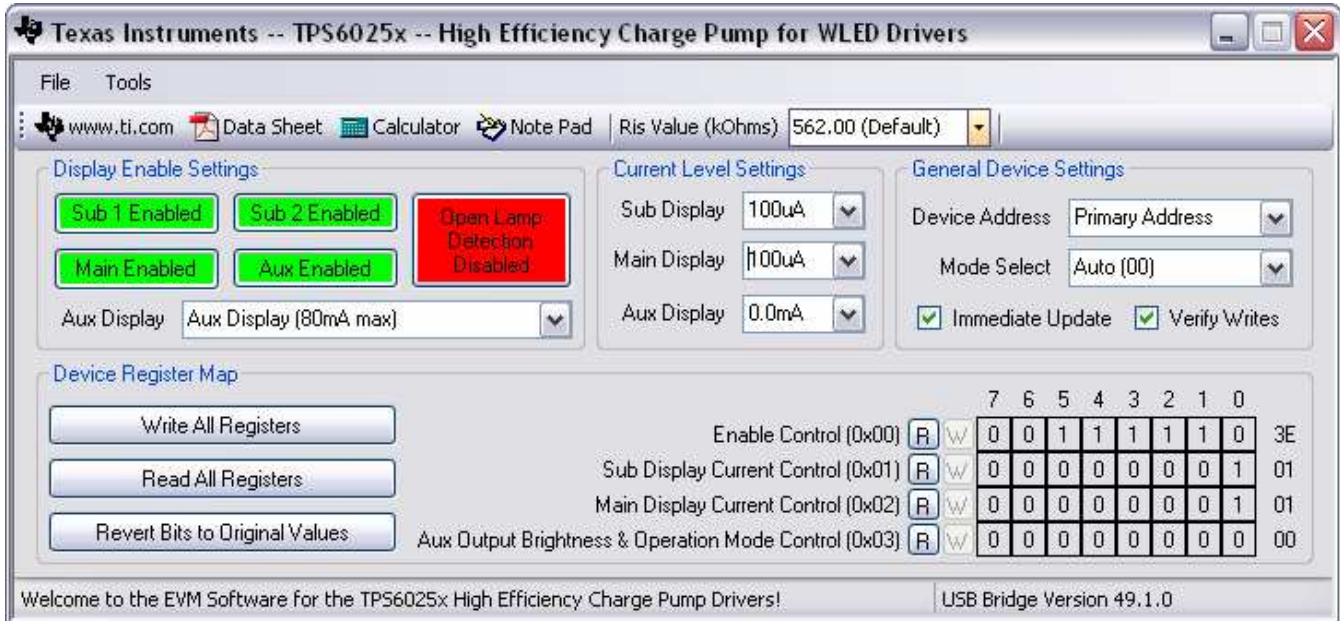 Texas Instruments -- TPS6025x -- High Efficiency Charge Pump for WLED Drivers
File Tools
www.ti.com Data Sheet Calculator Note Pad Ris Value (kOhms) 562.00 (Default)
Display Enable Settings
Sub 1 Enabled Sub 2 Enabled
Open Lamp
Detection
Disabled
Main Enabled Aux Enabled
Aux Display Aux Display (80mA max)
Current Level Settings
Sub Display 100uA
Main Display 100uA
Aux Display 0.0mA
General Device Settings
Device Address Primary Address
Mode Select Auto (00)
Immediate Update Verify Writes
Device Register Map
Write All Registers
Read All Registers
Revert Bits to Original Values
7 6 5 4 3 2 1 0
Enable Control (0x00) R W 0 0 1 1 1 1 1 0 3E
Sub Display Current Control (0x01) R W 0 0 0 0 0 0 0 1 01
Main Display Current Control (0x02) R W 0 0 0 0 0 0 0 1 01
Aux Output Brightness & Operation Mode Control (0x03) R W 0 0 0 0 0 0 0 0 00
Welcome to the EVM Software for the TPS6025x High Efficiency Charge Pump Drivers! USB Bridge Version 49.1.0